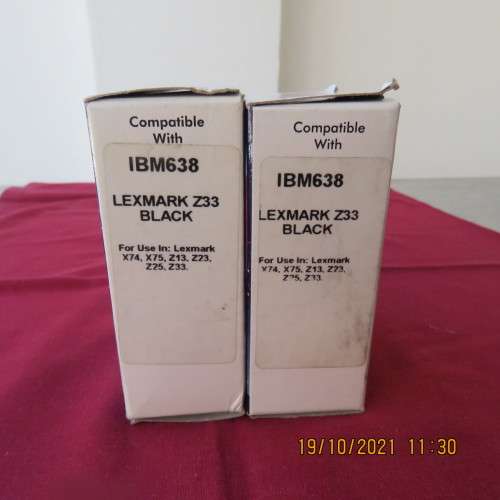 Compatible
With
IBM638
LEXMARK Z33
BLACK
For Use In: Lexmark
X74, X75, Z13, Z23,
Z25, Z33.
Compatible
With
IBM638
LEXMARK Z33
BLACK
For Use In: Lexmark
X74, X75, Z13, Z23,
Z25, Z33.
19/10/2021 11:30